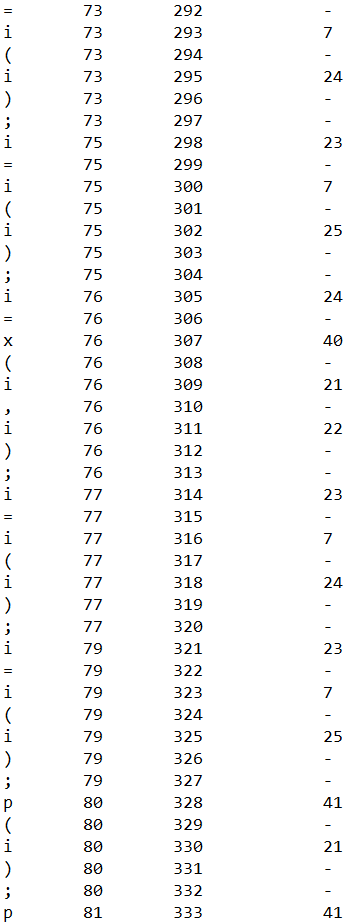 = 73 292 -
i 73 293 7
( 73 294 -
i 73 295 24
) 73 296 -
; 73 297 -
i 75 298 23
= 75 299 -
i 75 300 7
( 75 301 -
i 75 302 25
) 75 303 -
; 75 304 -
i 76 305 24
= 76 306 -
x 76 307 40
( 76 308 -
i 76 309 21
, 76 310 -
i 76 311 22
) 76 312 -
; 76 313 -
i 77 314 23
= 77 315 -
i 77 316 7
( 77 317 -
i 77 318 24
) 77 319 -
; 77 320 -
i 79 321 23
= 79 322 -
i 79 323 7
( 79 324 -
i 79 325 25
) 79 326 -
; 79 327 -
p 80 328 41
( 80 329 -
i 80 330 21
) 80 331 -
; 80 332 -
p 81 333 41